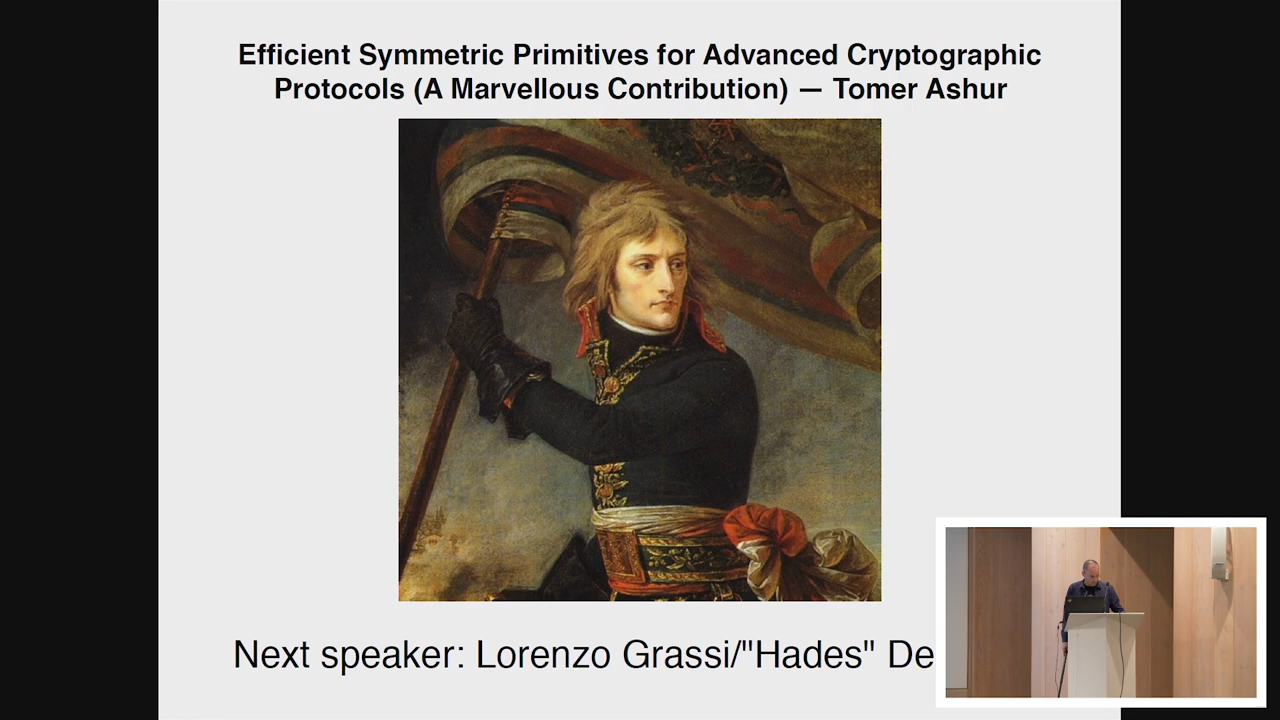 Efficient Symmetric Primitives for Advanced Cryptographic
Protocols (A Marvellous Contribution) — Tomer Ashur
Next speaker: Lorenzo Grassi/"Hades" De